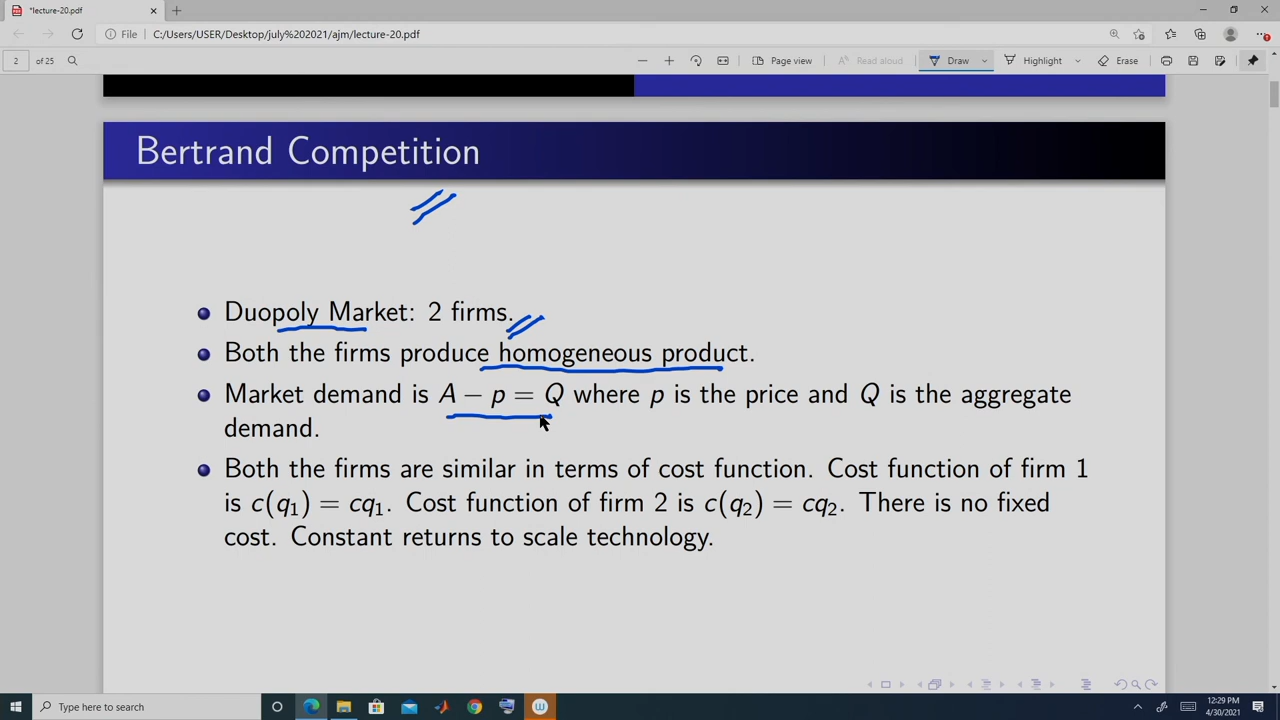 *lecture-20.pdf
File C:/Users/USER/Desktop/july%202021/ajm/lecture-20.pdf
2 of 25 Page view Read aloud Draw Highlight Erase
Bertrand Competition
Duopoly Market: 2 firms.
Both the firms produce homogeneous product.
Market demand is A − p = Q where p is the price and Q is the aggregate
demand.
Both the firms are similar in terms of cost function. Cost function of firm 1
is c(q₁) = cq₁. Cost function of firm 2 is c(q₂) = cq₂. There is no fixed
cost. Constant returns to scale technology.
Type here to search
12:29 PM
4/30/2021